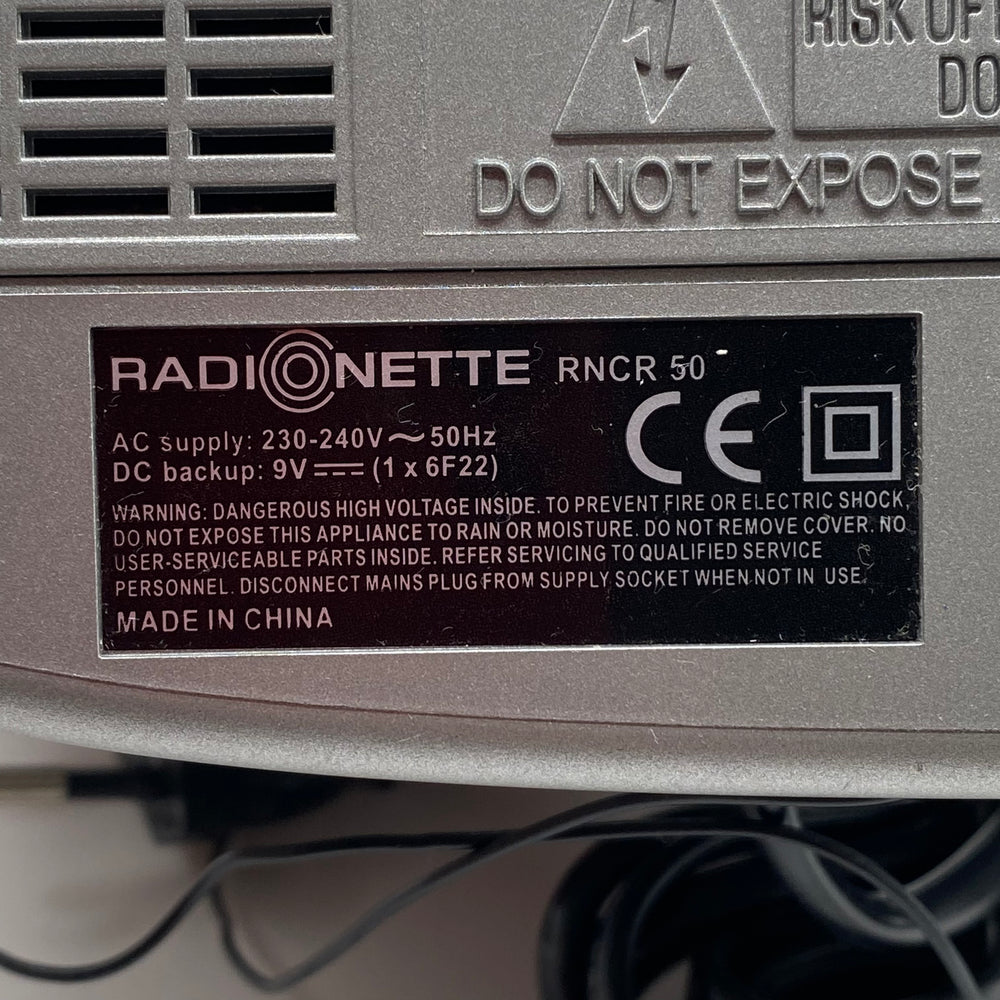 RISK OF
DO
DO NOT EXPOSE
RADIONETTE RNCR 50
AC supply: 230-240V ~ 50Hz
DC backup: 9V ⎓ (1 x 6F22)
CE
WARNING: DANGEROUS HIGH VOLTAGE INSIDE. TO PREVENT FIRE OR ELECTRIC SHOCK,
DO NOT EXPOSE THIS APPLIANCE TO RAIN OR MOISTURE. DO NOT REMOVE COVER. NO
USER-SERVICEABLE PARTS INSIDE. REFER SERVICING TO QUALIFIED SERVICE
PERSONNEL. DISCONNECT MAINS PLUG FROM SUPPLY SOCKET WHEN NOT IN USE.
MADE IN CHINA